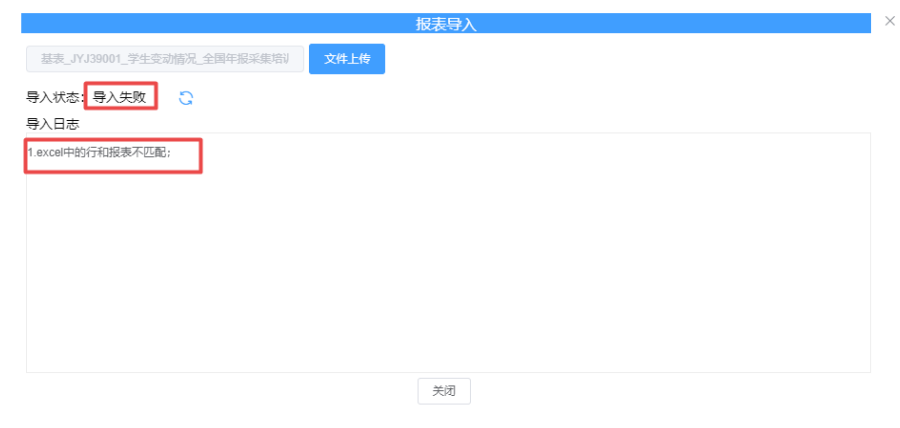 报表导入
基表_JYJ39001_学生变动情况_全国年报采集培训
文件上传
导入状态: 导入失败
导入日志
1.excel中的行和报表不匹配;
关闭